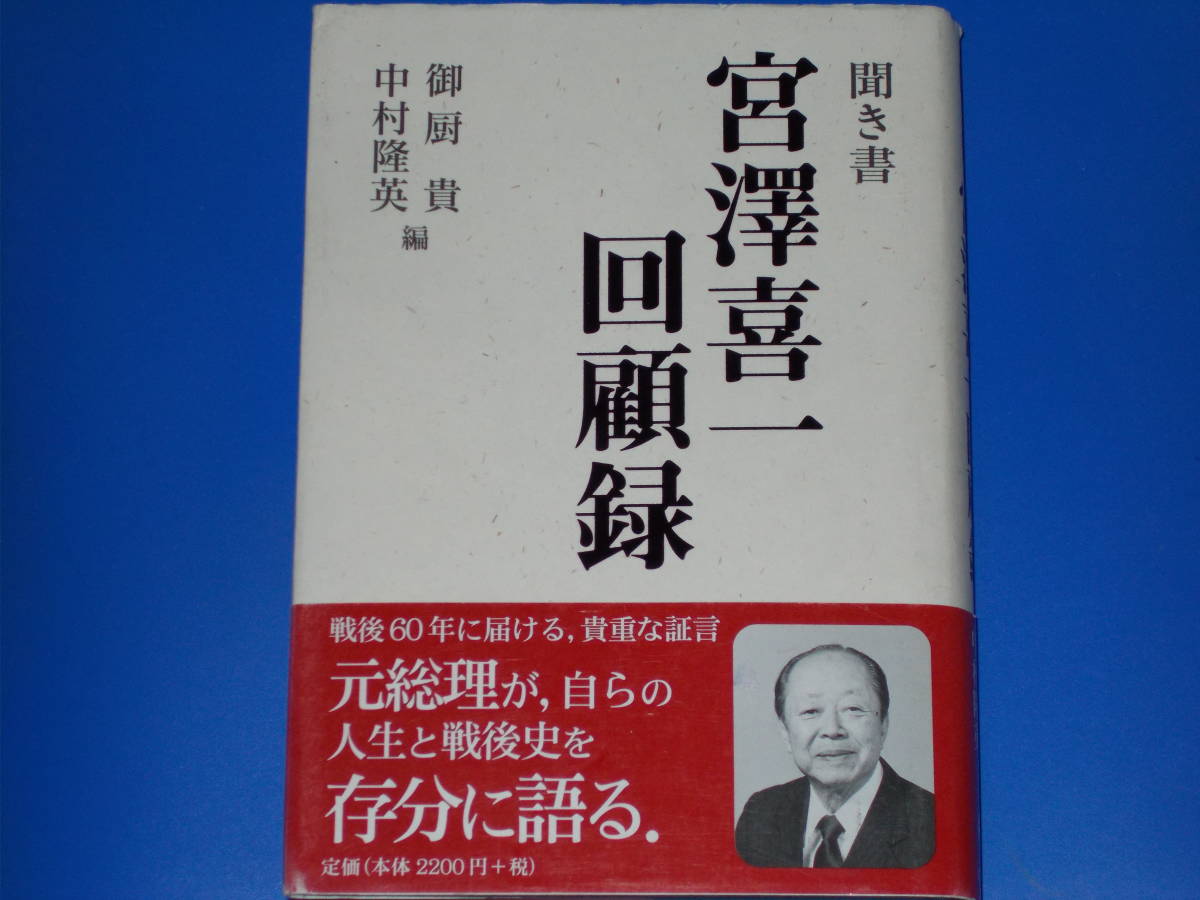 聞き書
宮澤喜一
回顧録
御厨 貴
中村隆英 編
戦後60年に届ける,貴重な証言
元総理が,自らの
人生と戦後史を
存分に語る.
定価(本体 2200円+税)